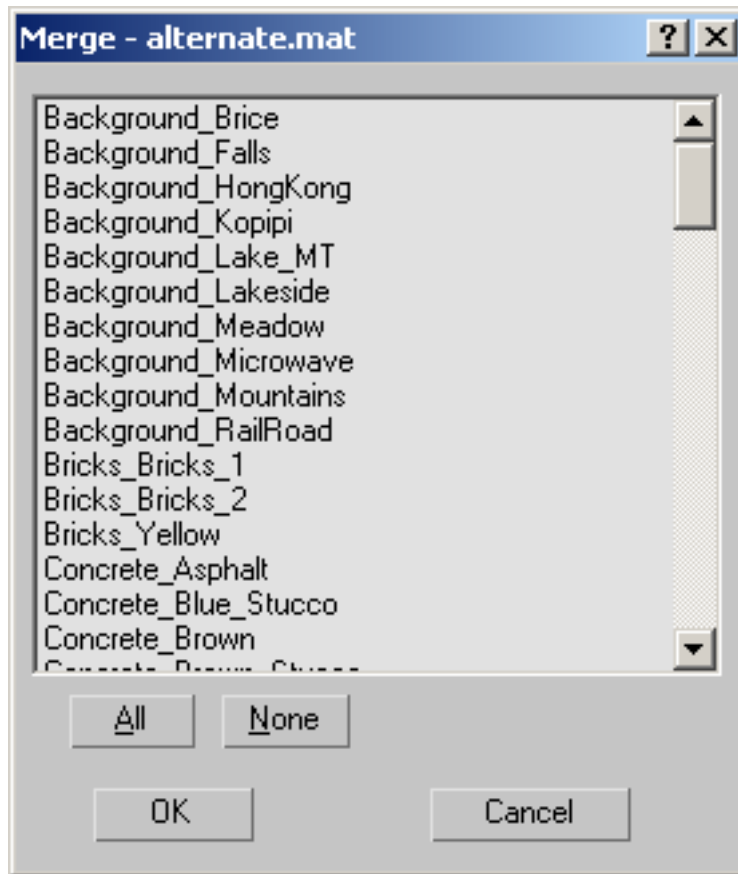 Merge - alternate.mat
Background_Brice
Background_Falls
Background_HongKong
Background_Kopipi
Background_Lake_MT
Background_Lakeside
Background_Meadow
Background_Microwave
Background_Mountains
Background_RailRoad
Bricks_Bricks_1
Bricks_Bricks_2
Bricks_Yellow
Concrete_Asphalt
Concrete_Blue_Stucco
Concrete_Brown
Concrete_Brown_Stucco
All None
OK Cancel